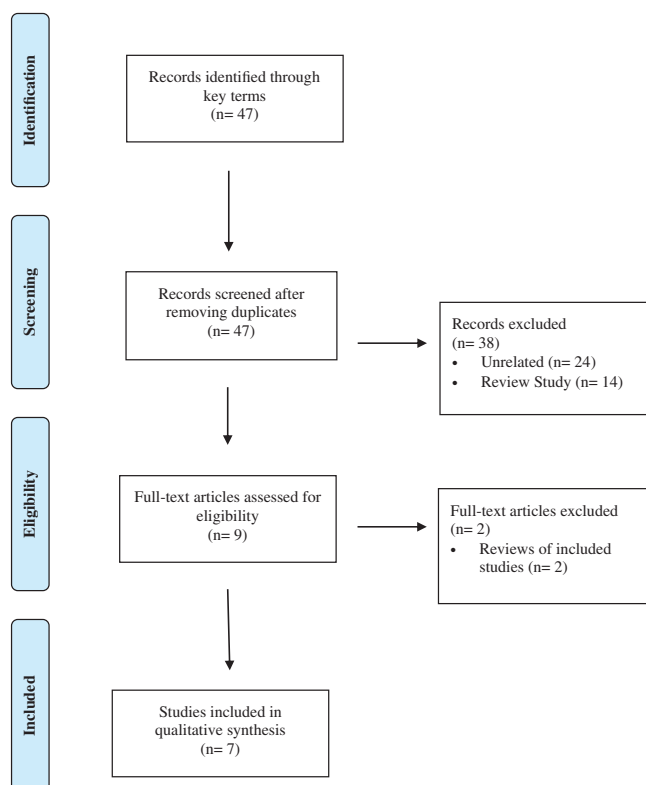 Identification
Records identified through
key terms
(n= 47)
Screening
Records screened after
removing duplicates
(n= 47)
Records excluded
(n= 38)
• Unrelated (n= 24)
• Review Study (n= 14)
Eligibility
Full-text articles assessed for
eligibility
(n= 9)
Full-text articles excluded
(n= 2)
• Reviews of included
studies (n= 2)
Included
Studies included in
qualitative synthesis
(n= 7)